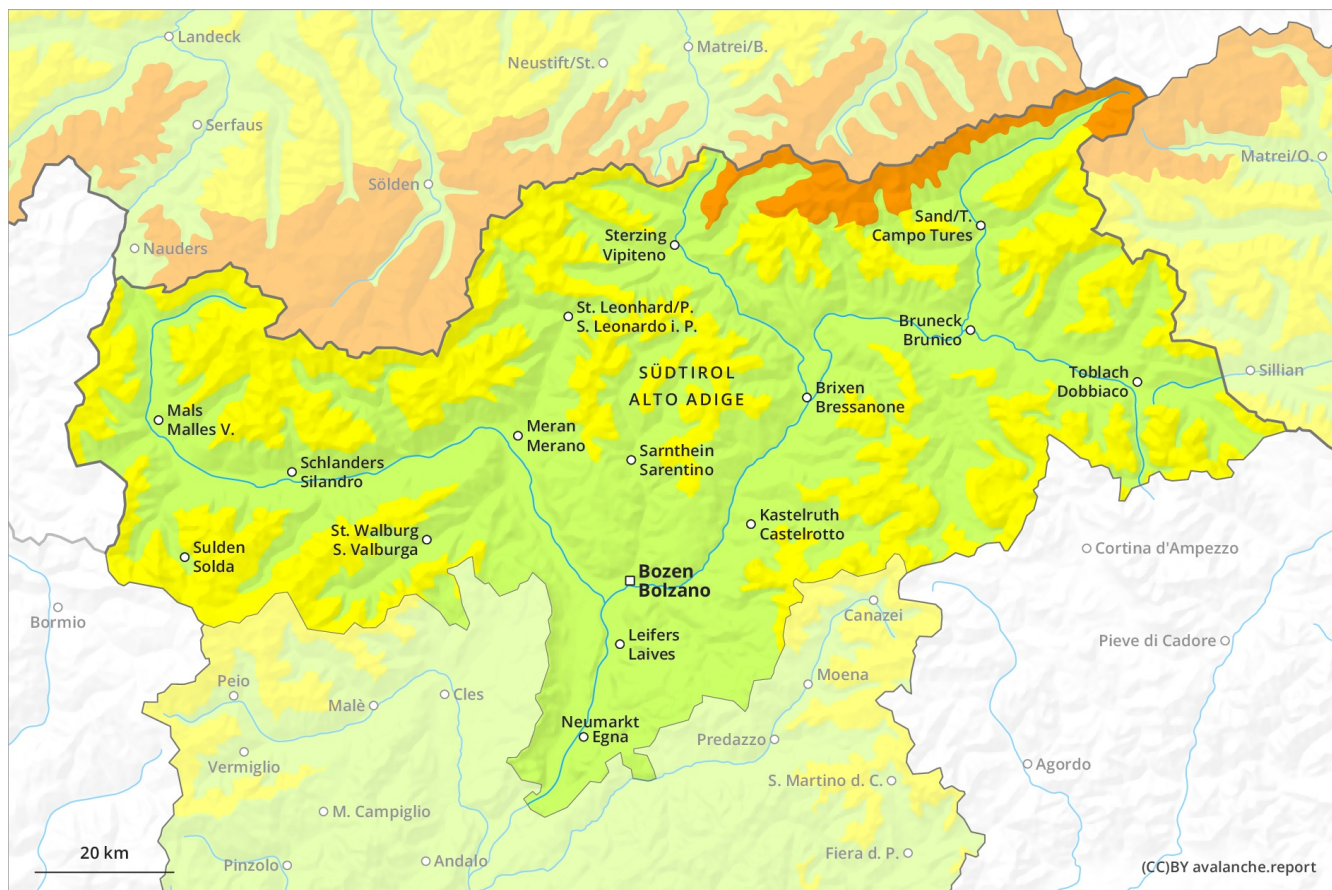 Landeck
Matrei/B.
Neustift/St.
Serfaus
Matrei/O.
Sölden
Nauders
Sand/T.
Campo Tures
Sterzing
Vipiteno
St. Leonhard/P.
S. Leonardo i. P.
Bruneck
Brunico
SÜDTIROL
ALTO ADIGE
Toblach
Dobbiaco
Sillian
Brixen
Bressanone
Mals
Malles V.
Meran
Merano
Sarnthein
Sarentino
Schlanders
Silandro
Kastelruth
Castelrotto
St. Walburg
S. Valburga
Sulden
Solda
Cortina d'Ampezzo
Bozen
Bolzano
Bormio
Canazei
Leifers
Laives
Pieve di Cadore
Peio
Moena
Malè
Cles
Neumarkt
Egna
Predazzo
Vermiglio
Agordo
S. Martino d. C.
M. Campiglio
20 km
Pinzolo
Andalo
Fiera d. P.
(CC)BY avalanche.report